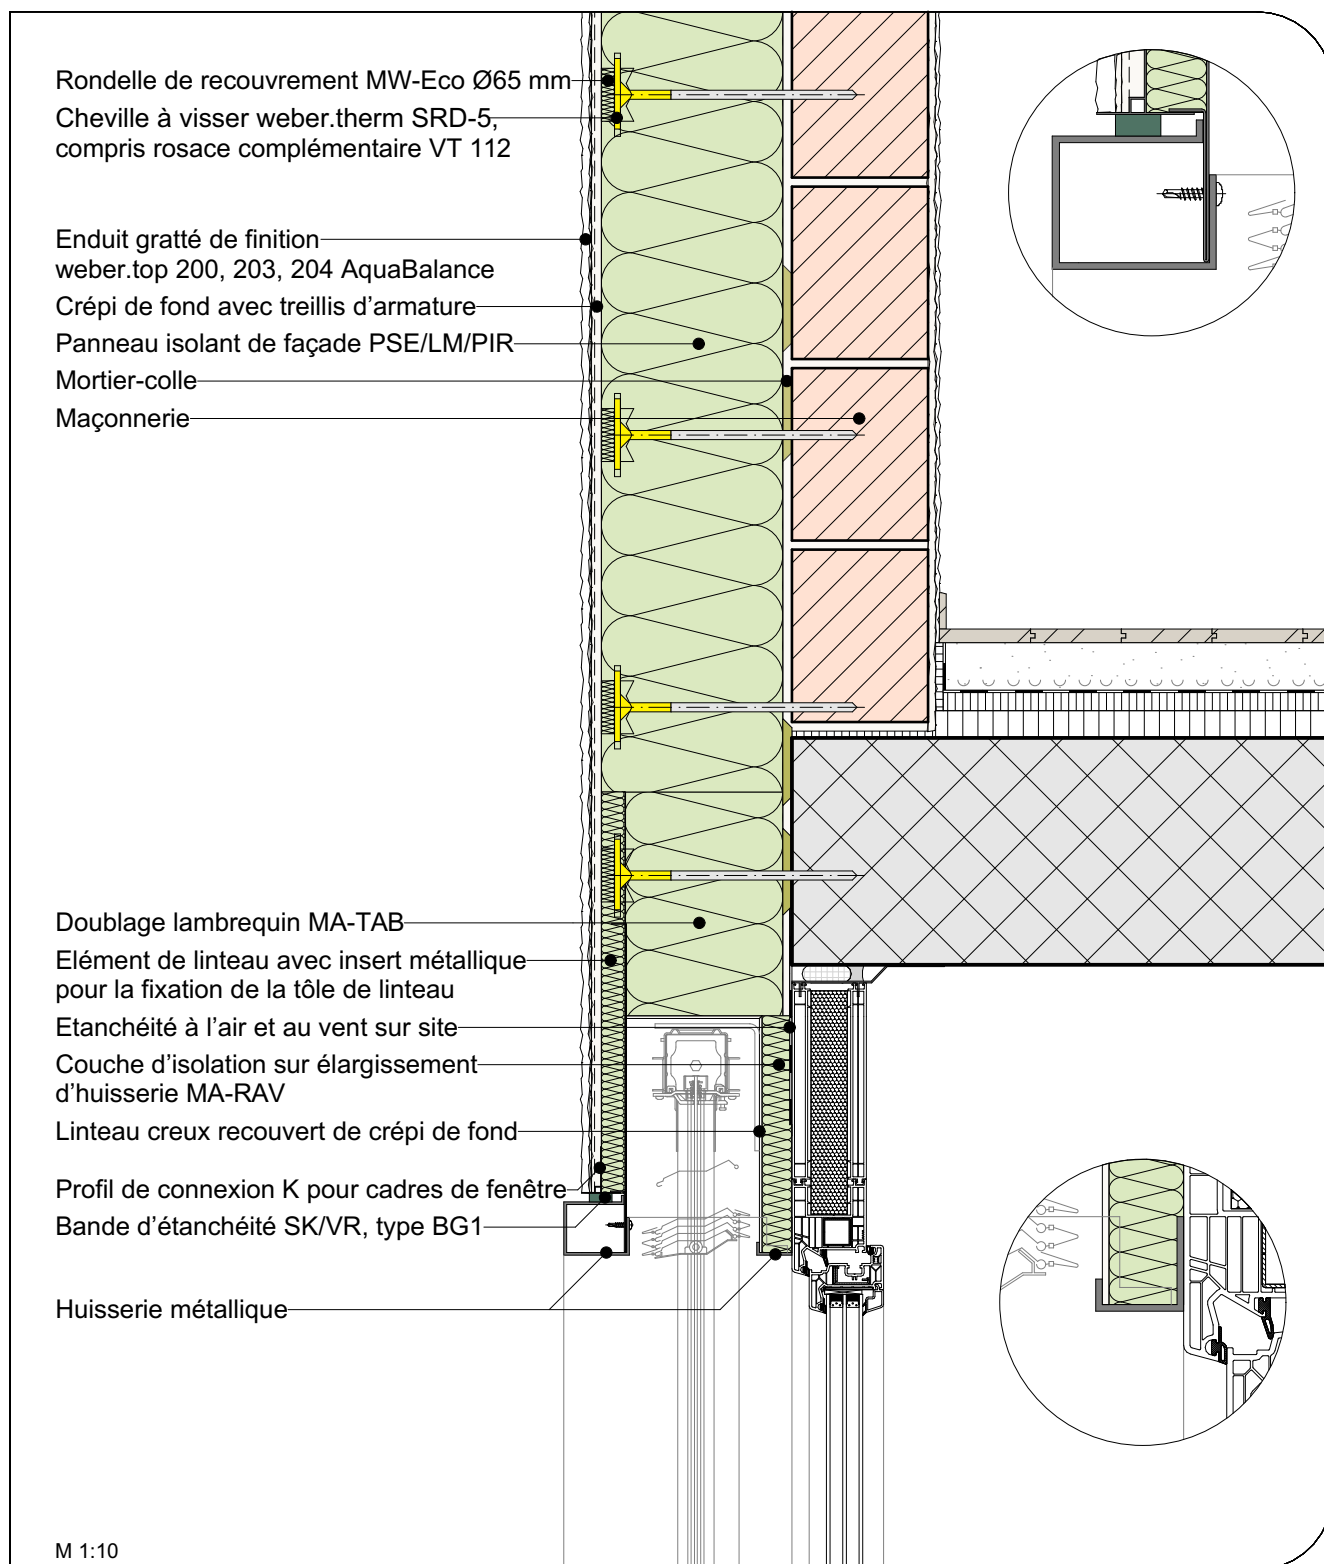 Rondelle de recouvrement MW-Eco Ø65 mm
Cheville à visser weber.therm SRD-5,
compris rosace complémentaire VT 112
Enduit gratté de finition
weber.top 200, 203, 204 AquaBalance
Crépi de fond avec treillis d’armature
Panneau isolant de façade PSE/LM/PIR
Mortier-colle
Maçonnerie
Doublage lambrequin MA-TAB
Elément de linteau avec insert métallique
pour la fixation de la tôle de linteau
Etanchéité à l’air et au vent sur site
Couche d’isolation sur élargissement
d’huisserie MA-RAV
Linteau creux recouvert de crépi de fond
Profil de connexion K pour cadres de fenêtre
Bande d’étanchéité SK/VR, type BG1
Huisserie métallique
M 1:10